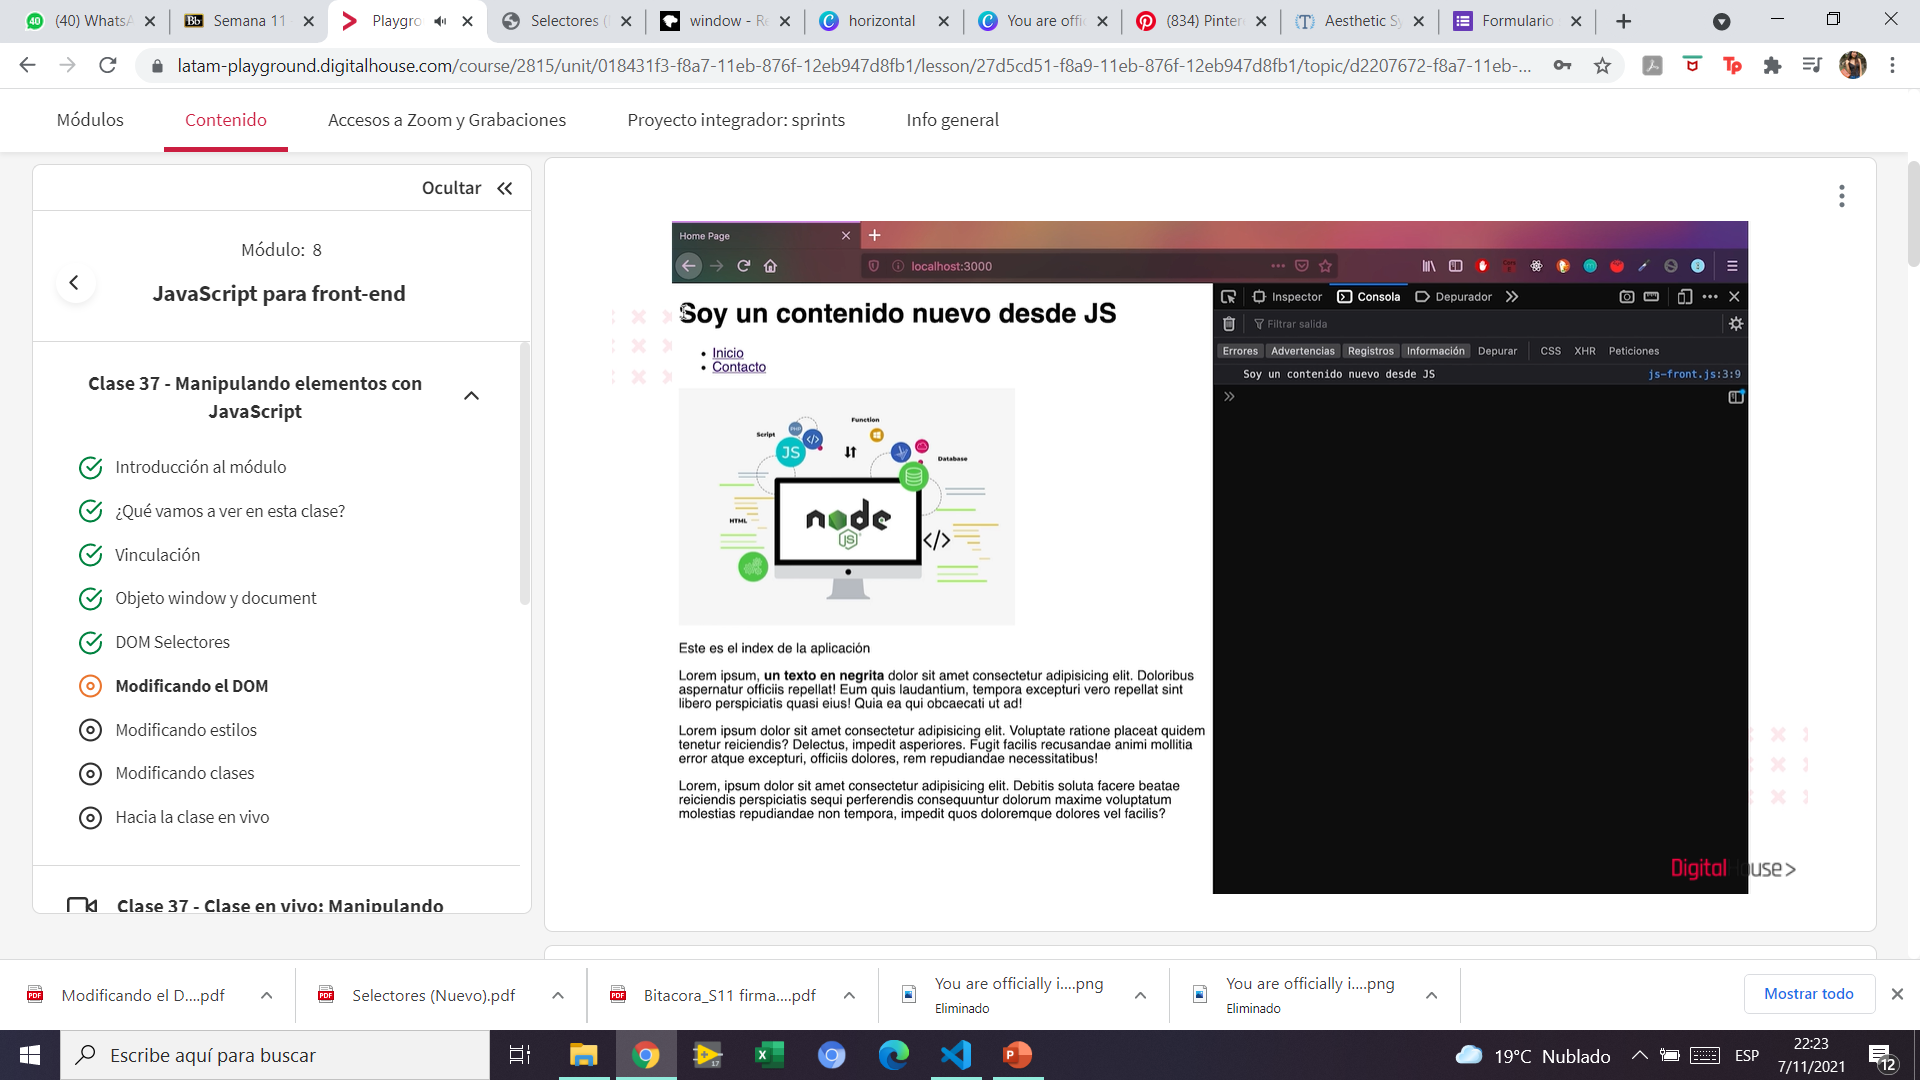 (40) WhatsA
Semana 11
Playgro
Selectores (
window - Re
horizontal
You are offi
(834) Pinter
Aesthetic Sy
Formulario
latam-playground.digitalhouse.com/course/2815/unit/018431f3-f8a7-11eb-876f-12eb947d8fb1/lesson/27d5cd51-f8a9-11eb-876f-12eb947d8fb1/topic/d2207672-f8a7-11eb-...
Módulos
Contenido
Accesos a Zoom y Grabaciones
Proyecto integrador: sprints
Info general
Ocultar
Módulo: 8
JavaScript para front-end
Clase 37 - Manipulando elementos con
JavaScript
Introducción al módulo
¿Qué vamos a ver en esta clase?
Vinculación
Objeto window y document
DOM Selectores
Modificando el DOM
Modificando estilos
Modificando clases
Hacia la clase en vivo
Clase 37 - Clase en vivo: Manipulando
Home Page
localhost:3000
Soy un contenido nuevo desde JS
Inicio
Contacto
Script
Function
Database
HTML
JS
node
JS
Este es el index de la aplicación
Lorem ipsum, un texto en negrita dolor sit amet consectetur adipisicing elit. Doloribus
aspernatur officiis repellat! Eum quis laudantium, tempora excepturi vero repellat sint
libero perspiciatis quasi eius! Quia ea qui obcaecati ut ad!
Lorem ipsum dolor sit amet consectetur adipisicing elit. Voluptate ratione placeat quidem
tenetur reiciendis? Delectus, impedit asperiores. Fugit facilis recusandae animi mollitia
error atque excepturi, officiis dolores, rem repudiandae necessitatibus!
Lorem, ipsum dolor sit amet consectetur adipisicing elit. Debitis soluta facere beatae
reiciendis perspiciatis sequi perferendis consequuntur dolorum maxime voluptatum
molestias repudiandae non tempora, impedit quos doloremque dolores vel facilis?
Inspector
Consola
Depurador
Filtrar salida
Errores
Advertencias
Registros
Información
Depurar
CSS
XHR
Peticiones
Soy un contenido nuevo desde JS
js-front.js:3:9
DigitalHouse>
Modificando el D....pdf
Selectores (Nuevo).pdf
Bitacora_S11 firma....pdf
You are officially i....png
Eliminado
You are officially i....png
Eliminado
Mostrar todo
Escribe aquí para buscar
19°C Nublado
ESP
22:23
7/11/2021
12